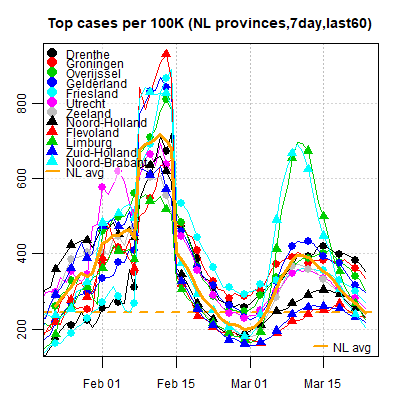 Top cases per 100K (NL provinces,7day,last60)
Drenthe
Groningen
Overijssel
Gelderland
Friesland
Utrecht
Zeeland
Noord-Holland
Flevoland
Limburg
Zuid-Holland
Noord-Brabant
NL avg
800
600
400
200
NL avg
Feb 01 Feb 15 Mar 01 Mar 15